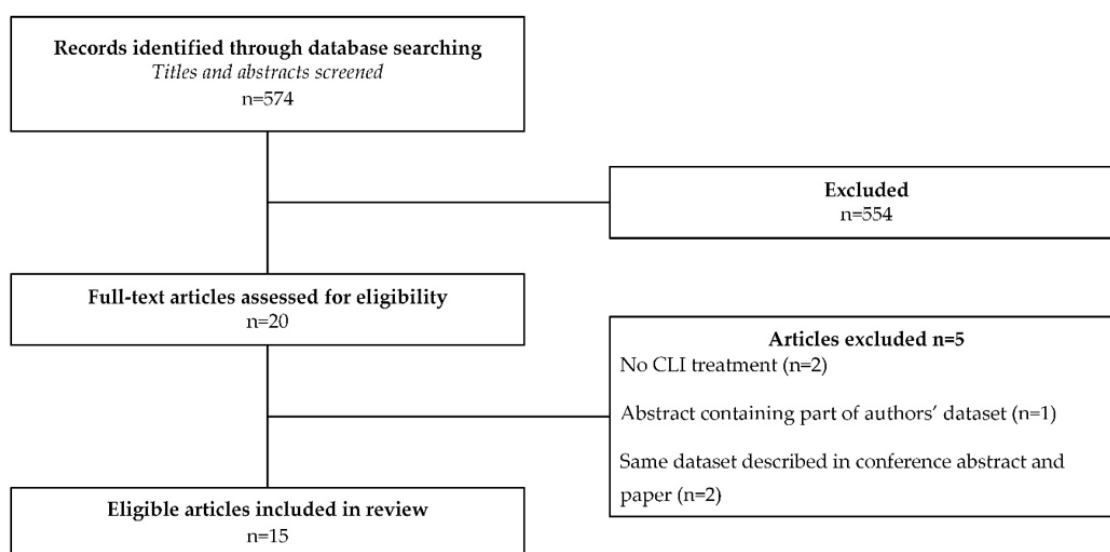 Records identified through database searching
Titles and abstracts screened
n=574
Excluded
n=554
Full-text articles assessed for eligibility
n=20
Articles excluded n=5
No CLI treatment (n=2)
Abstract containing part of authors’ dataset (n=1)
Same dataset described in conference abstract and
paper (n=2)
Eligible articles included in review
n=15